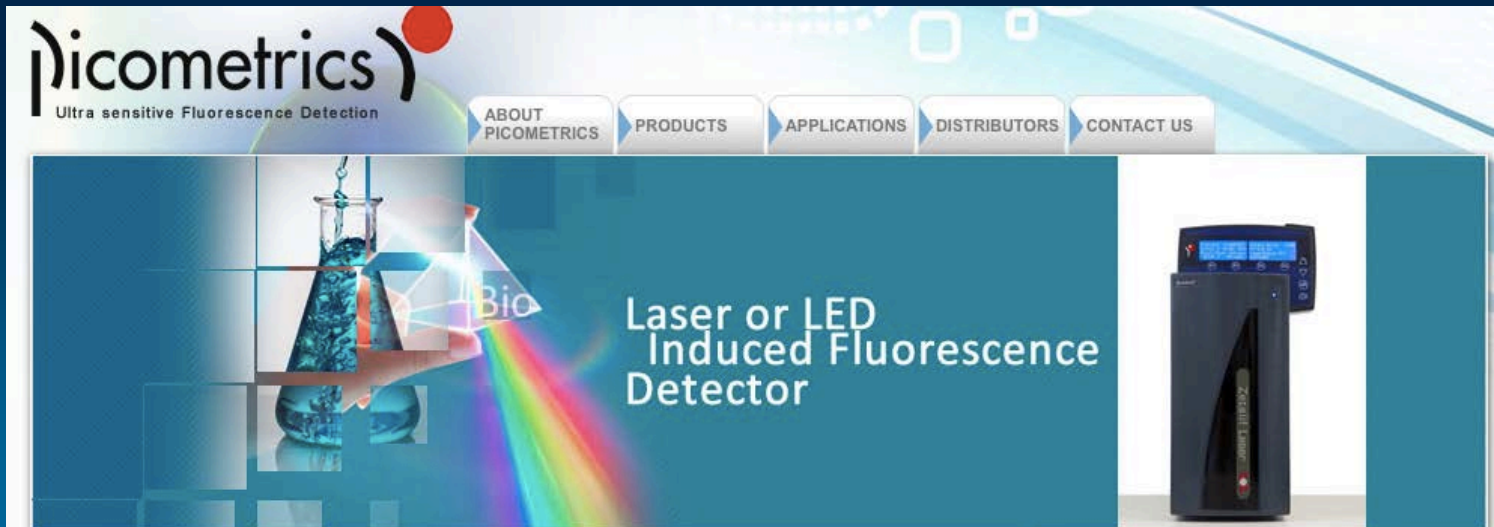 picometrics
Ultra sensitive Fluorescence Detection
ABOUT
PICOMETRICS
PRODUCTS
APPLICATIONS
DISTRIBUTORS
CONTACT US
Bio
Laser or LED
Induced Fluorescence
Detector
Zetalif Laser